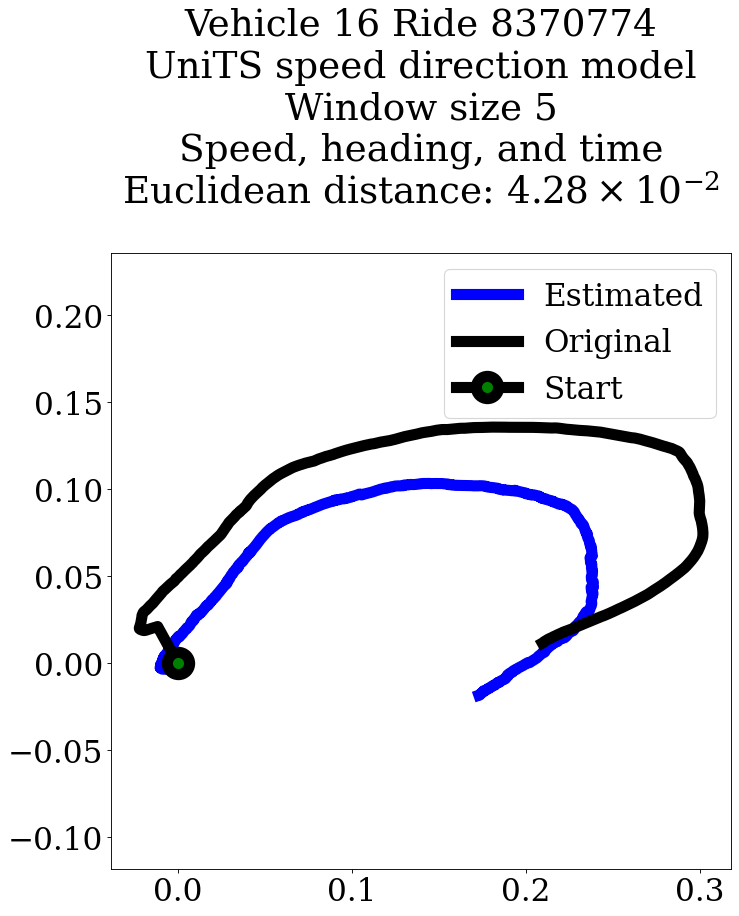 Vehicle 16 Ride 8370774
UniTS speed direction model
Window size 5
Speed, heading, and time
Euclidean distance: 4.28 × 10⁻²
Estimated
Original
Start
0.20
0.15
0.10
0.05
0.00
−0.05
−0.10
0.0 0.1 0.2 0.3